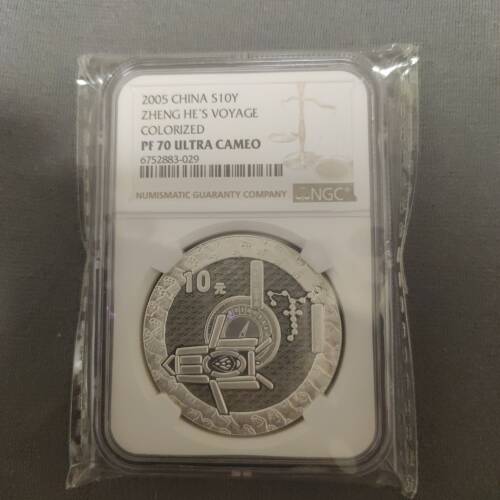 2005 CHINA S10Y
ZHENG HE'S VOYAGE
COLORIZED
PF 70 ULTRA CAMEO
6752883-029
NUMISMATIC GUARANTY COMPANY
NGC®
10元